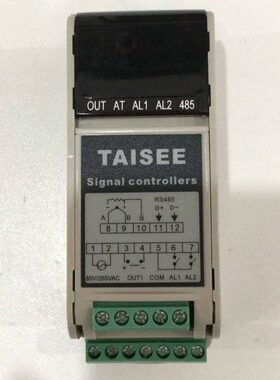 OUT AT AL1 AL2 485
TAISEE
Signal controllers
RS485
A B B D+ D−
8 9 10 11 12
1 2 3 4 5 6 7
85V/265VAC OUT1 COM AL1 AL2